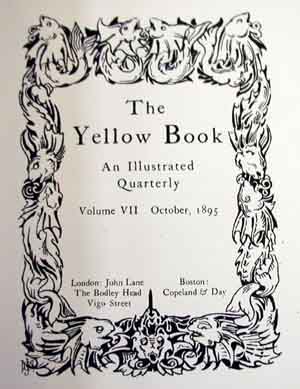 The
Yellow Book
An Illustrated
Quarterly
Volume VII October, 1895
London: John Lane
The Bodley Head
Vigo Street
Boston:
Copeland & Day